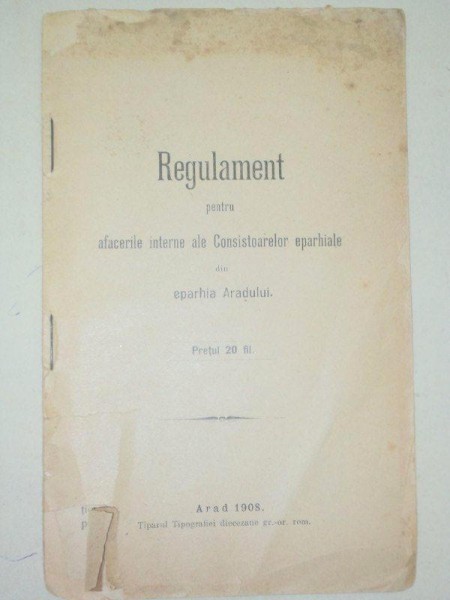 Regulament
pentru
afacerile interne ale Consistoarelor eparhiale
din
eparhia Aradului.
Prețul 20 fil
Arad 1908.
Tiparul Tipografiei diecezane gr.-or. rom.